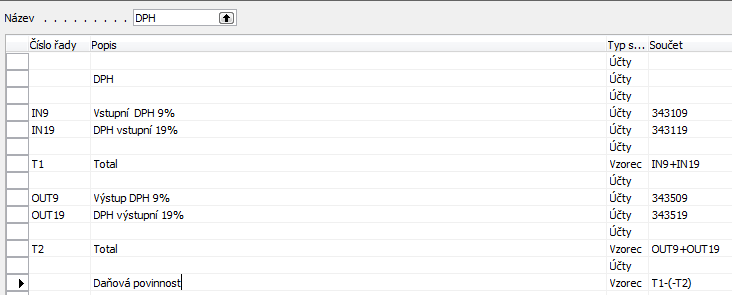 Název . . . . . . . . . DPH
Číslo řady Popis Typ s... Součet
Účty
DPH Účty
Účty
IN9 Vstupní DPH 9% Účty 343109
IN19 DPH vstupní 19% Účty 343119
Účty
T1 Total Vzorec IN9+IN19
Účty
OUT9 Výstup DPH 9% Účty 343509
OUT19 DPH výstupní 19% Účty 343519
Účty
T2 Total Vzorec OUT9+OUT19
Účty
Daňová povinnost Vzorec T1-(-T2)